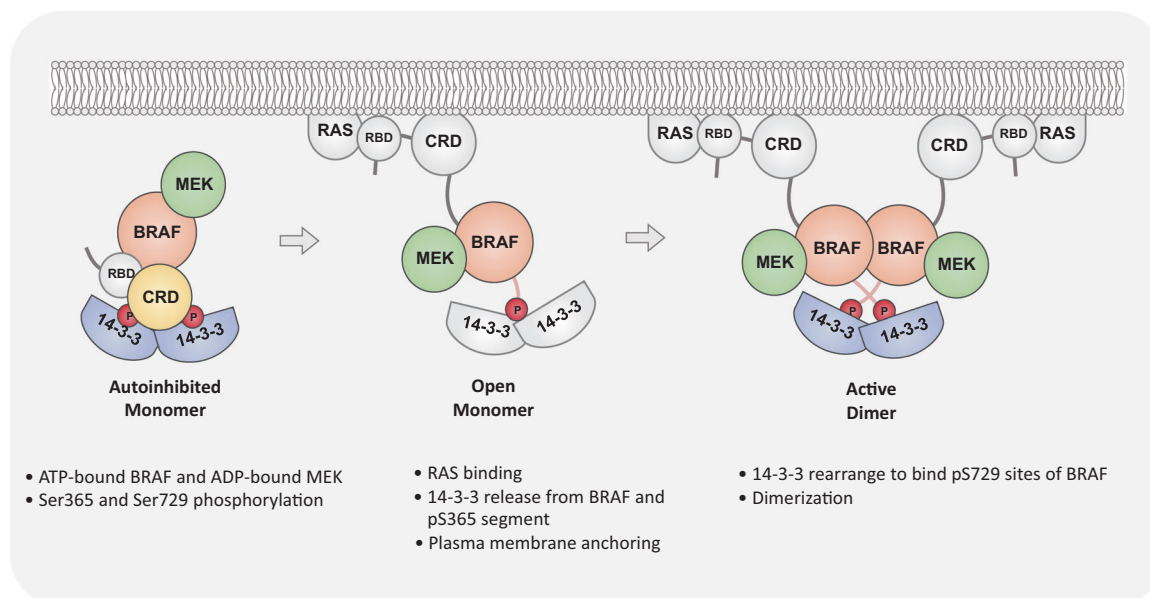 MEK
BRAF
RBD
CRD
P
P
14-3-3
14-3-3
Autoinhibited
Monomer
• ATP-bound BRAF and ADP-bound MEK
• Ser365 and Ser729 phosphorylation
RAS
RBD
CRD
BRAF
MEK
P
14-3-3
14-3-3
Open
Monomer
• RAS binding
• 14-3-3 release from BRAF and
pS365 segment
• Plasma membrane anchoring
RAS
RBD
CRD
CRD
RBD
RAS
MEK
BRAF
BRAF
MEK
P
P
14-3-3
14-3-3
Active
Dimer
• 14-3-3 rearrange to bind pS729 sites of BRAF
• Dimerization